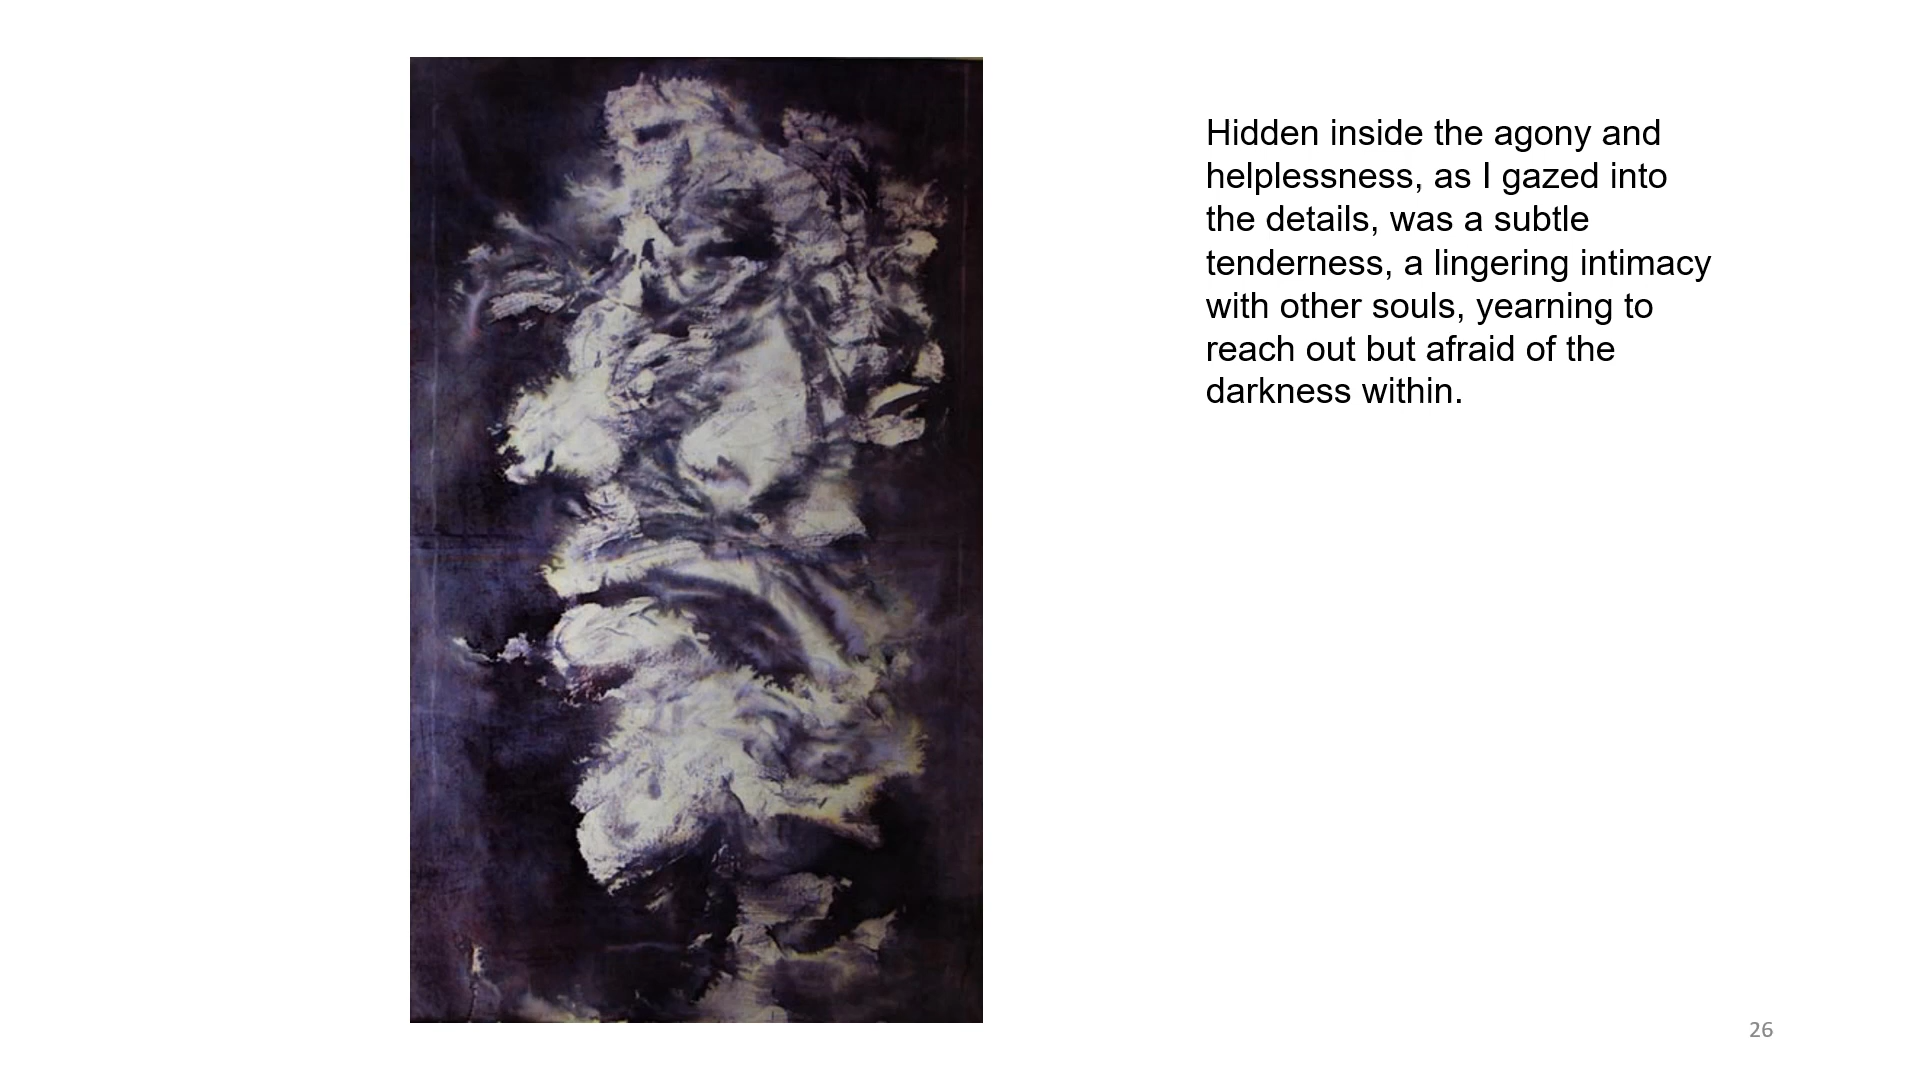 Hidden inside the agony and
helplessness, as I gazed into
the details, was a subtle
tenderness, a lingering intimacy
with other souls, yearning to
reach out but afraid of the
darkness within.
26